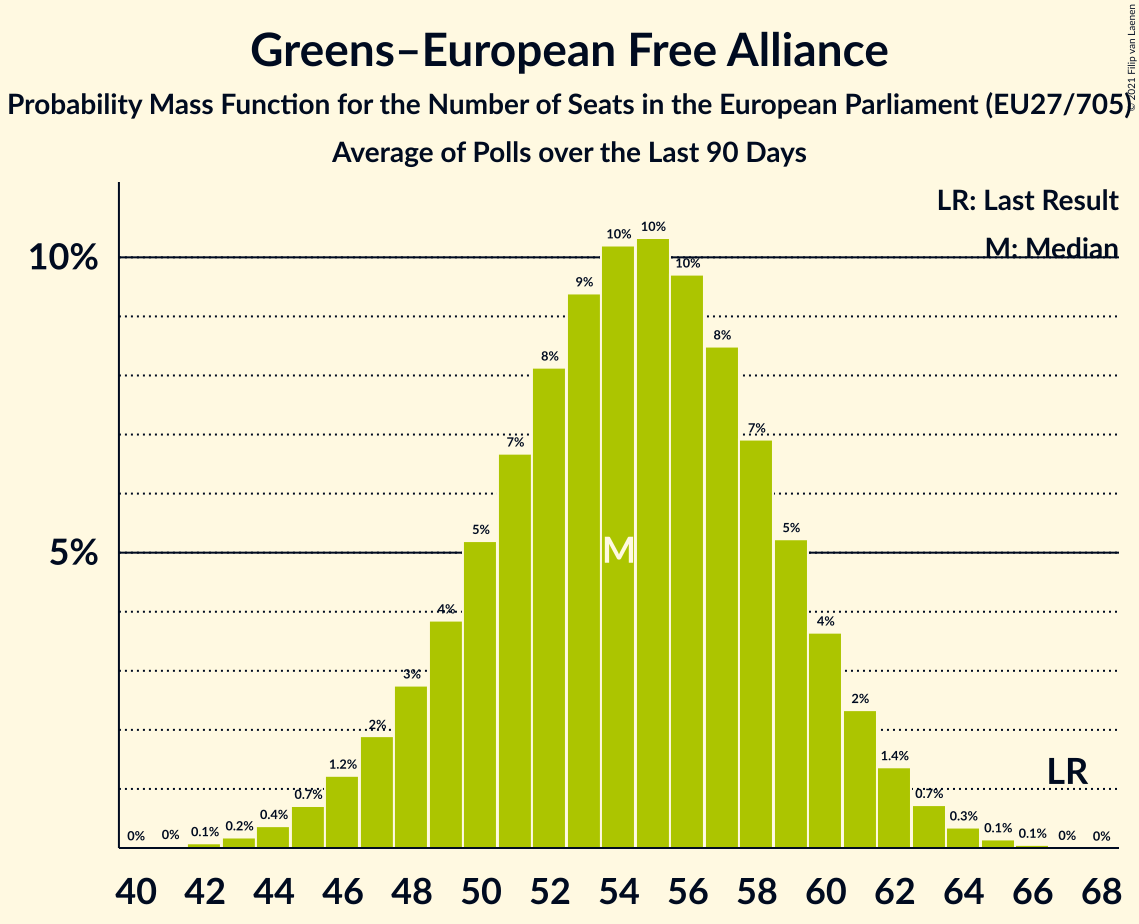 Greens–European Free Alliance
Probability Mass Function for the Number of Seats in the European Parliament (EU27/705)
Average of Polls over the Last 90 Days
© 2021 Filip van Laenen
LR: Last Result
M: Median
10%
5%
0% 0% 0.1% 0.2% 0.4% 0.7% 1.2% 2% 3% 4% 5% 7% 8% 9% 10% 10% 10% 8% 7% 5% 4% 2% 1.4% 0.7% 0.3% 0.1% 0.1% 0% 0%
M
LR
40 42 44 46 48 50 52 54 56 58 60 62 64 66 68